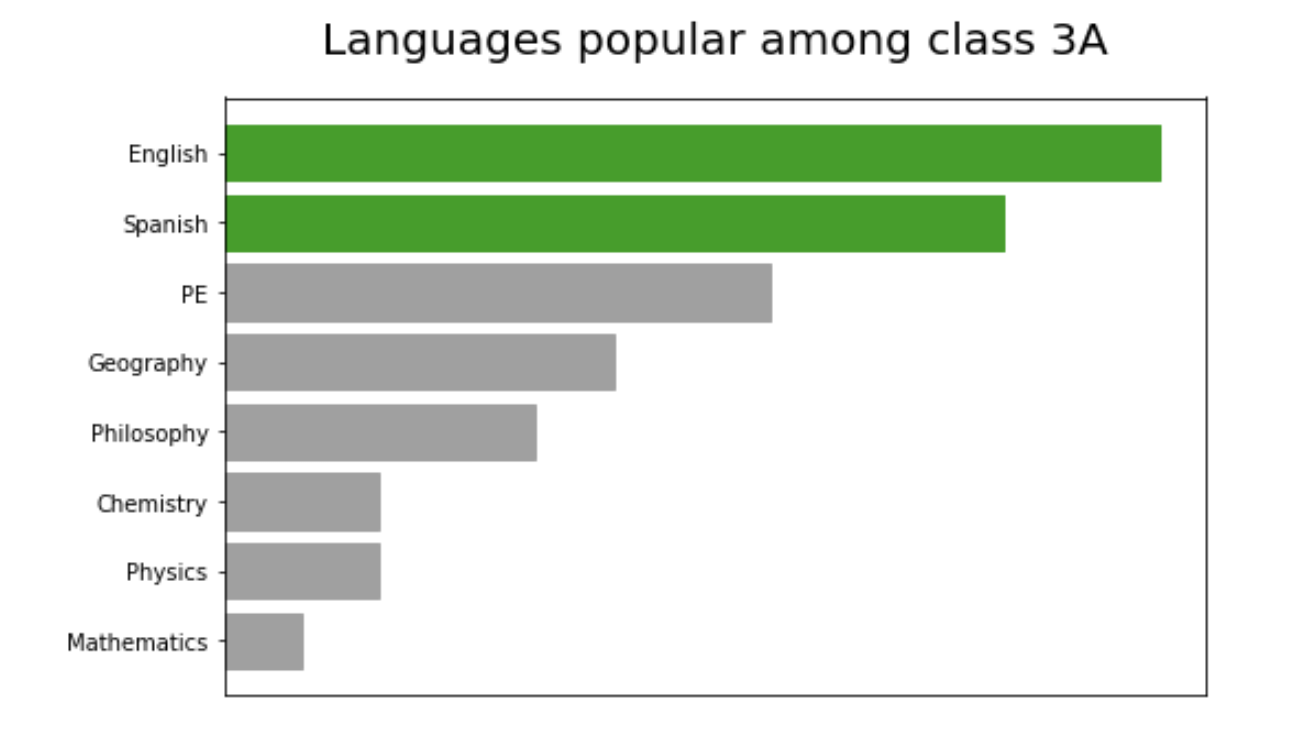 Languages popular among class 3A
English
Spanish
PE
Geography
Philosophy
Chemistry
Physics
Mathematics